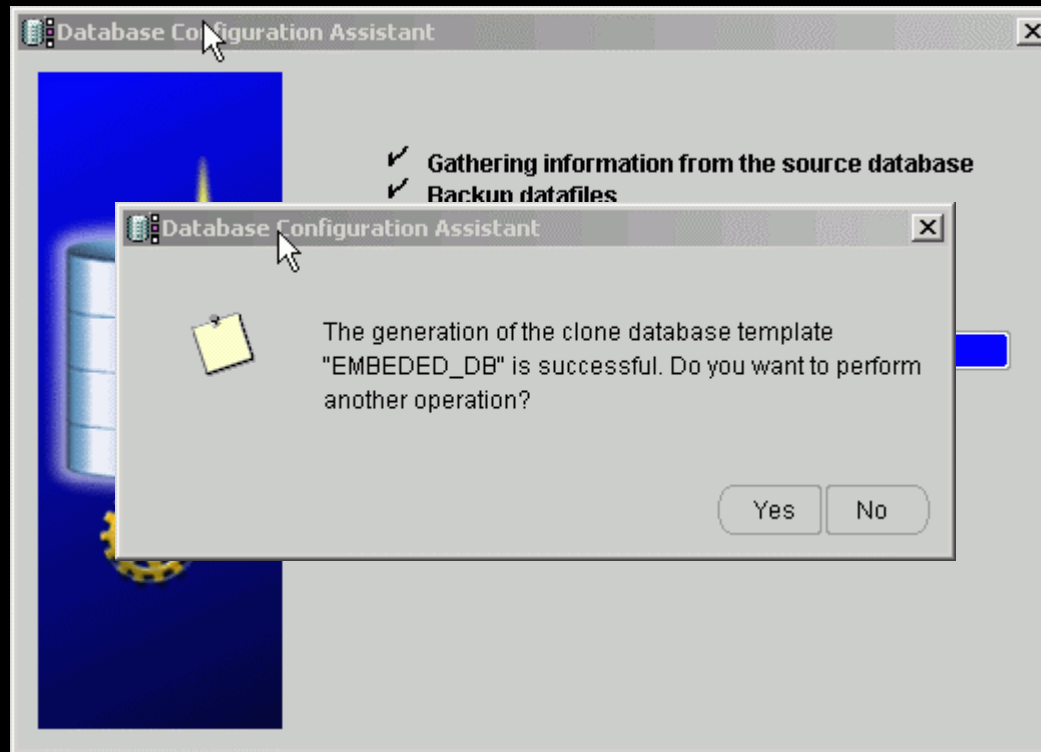 Database Configuration Assistant
Gathering information from the source database
Backup datafiles
Database Configuration Assistant
The generation of the clone database template
"EMBEDED_DB" is successful. Do you want to perform
another operation?
Yes No